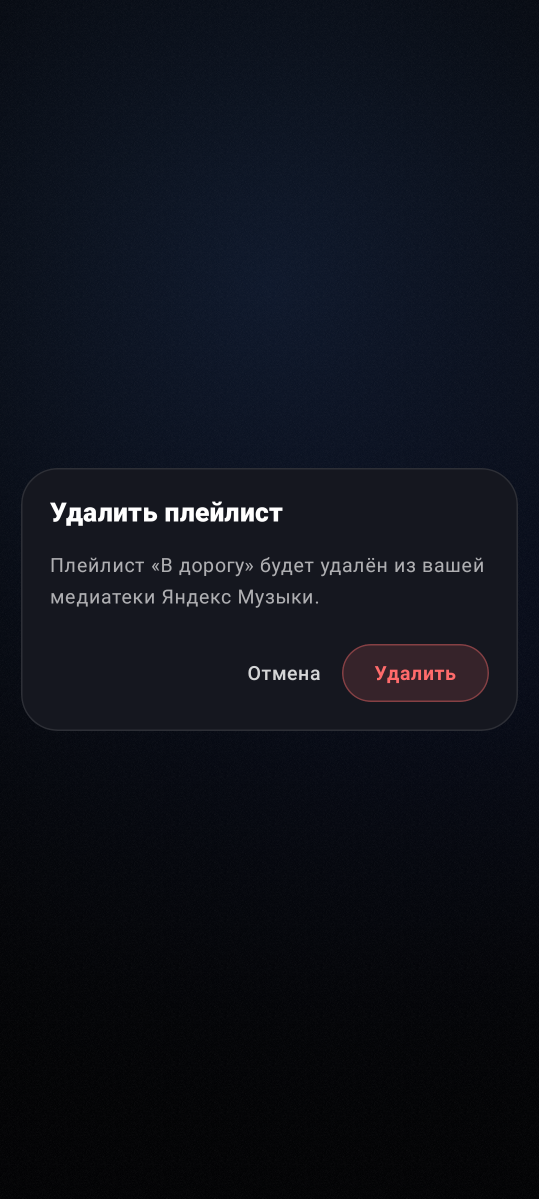 Удалить плейлист
Плейлист «В дорогу» будет удалён из вашей
медиатеки Яндекс Музыки.
Отмена
Удалить